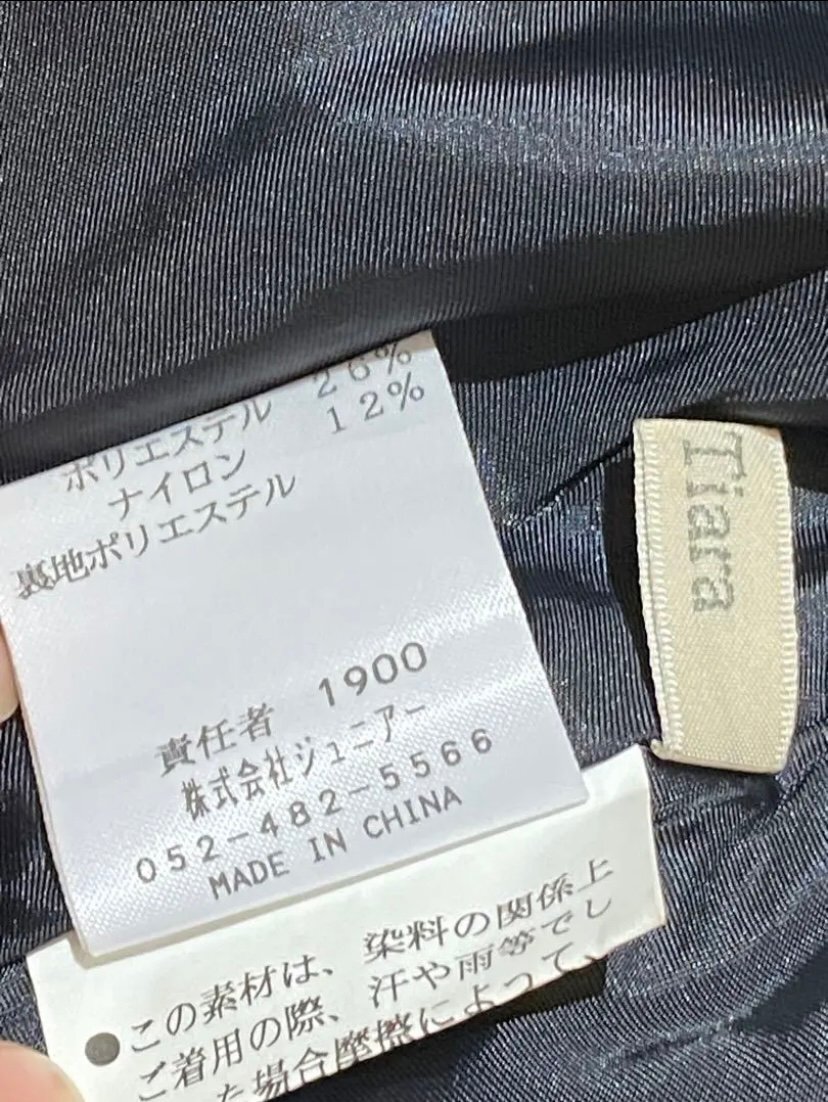 26%
ポリエステル 12%
ナイロン
裏地ポリエステル
責任者 1900
株式会社ジュニアー
052-482-5566
MADE IN CHINA
Tiara
●この素材は、染料の関係上
ご着用の際、汗や雨等でし
た場合摩擦によって、